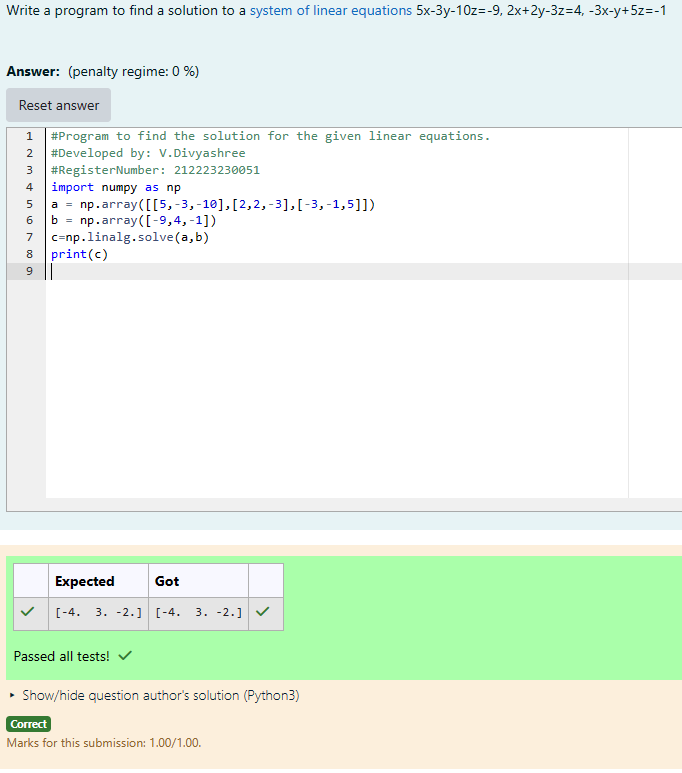 Write a program to find a solution to a system of linear equations 5x-3y-10z=-9, 2x+2y-3z=4, -3x-y+5z=-1
Answer: (penalty regime: 0 %)
Reset answer
1 #Program to find the solution for the given linear equations.
2 #Developed by: V.Divyashree
3 #RegisterNumber: 212223230051
4 import numpy as np
5 a = np.array([[5,-3,-10],[2,2,-3],[-3,-1,5]])
6 b = np.array([-9,4,-1])
7 c=np.linalg.solve(a,b)
8 print(c)
9
Expected Got
[-4. 3. -2.] [-4. 3. -2.]
Passed all tests!
Show/hide question author's solution (Python3)
Correct
Marks for this submission: 1.00/1.00.